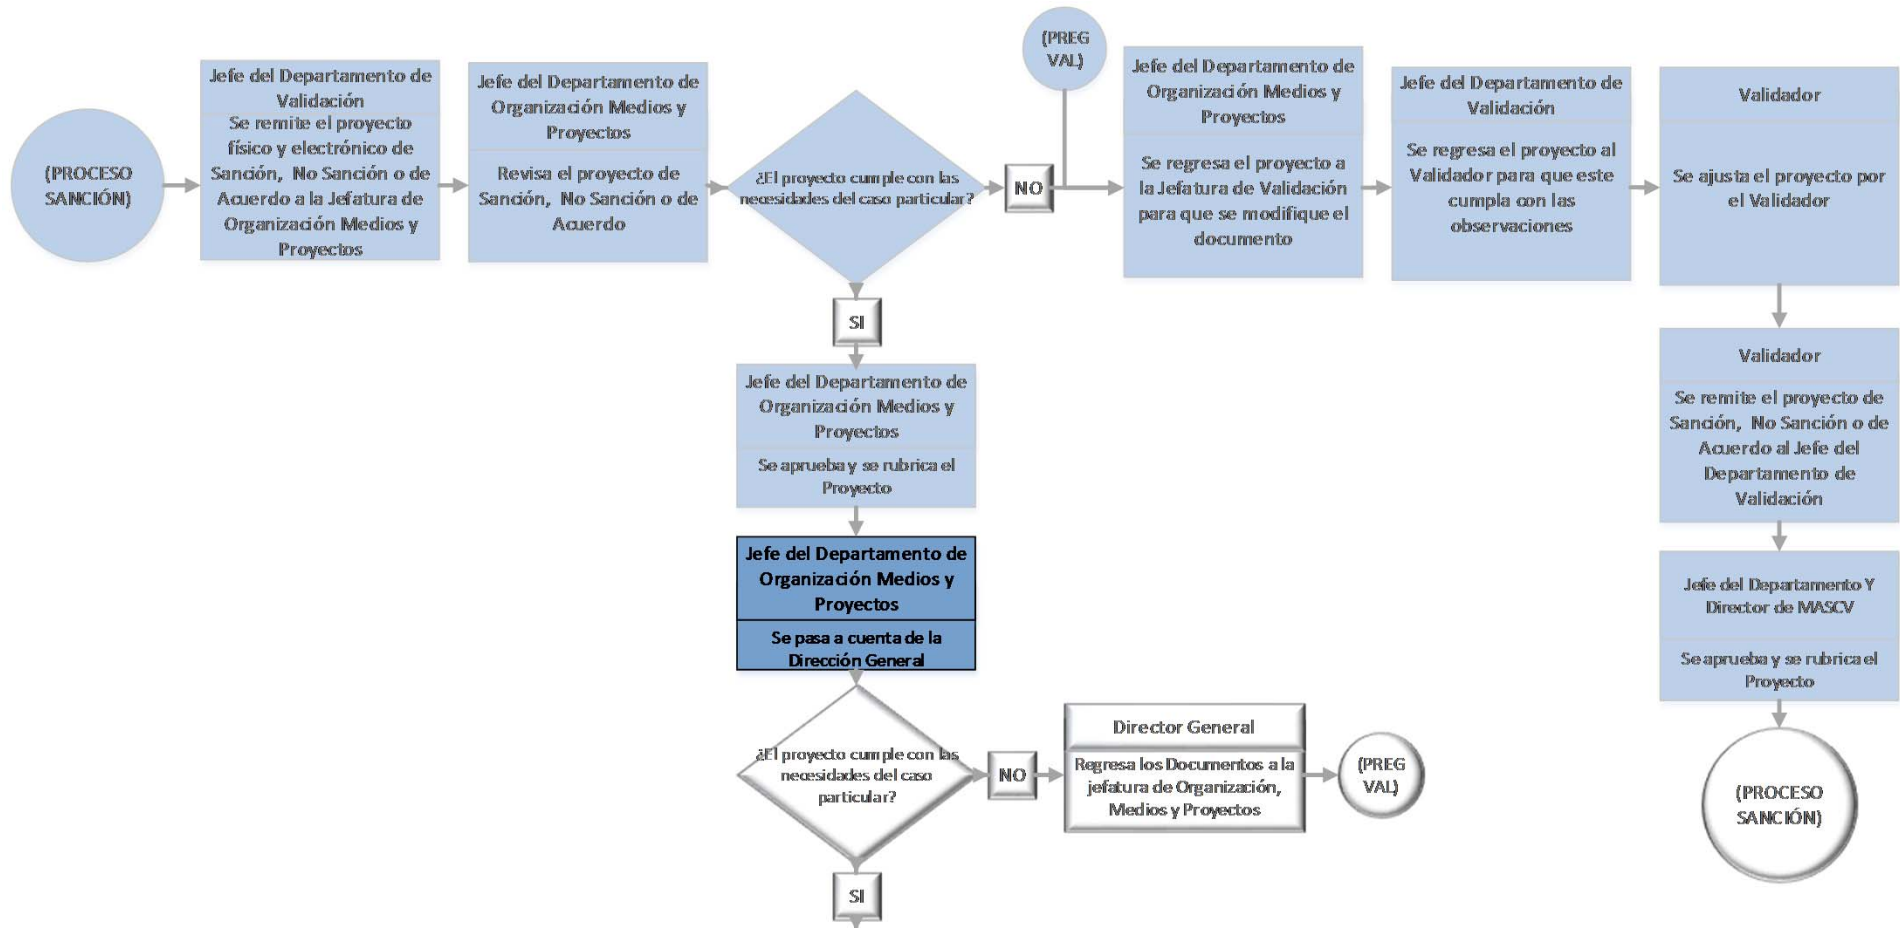 (PROCESO
SANCIÓN)
Jefe del Departamento de
Validación
Se remite el proyecto
físico y electrónico de
Sanción, No Sanción o de
Acuerdo a la Jefatura de
Organización Medios y
Proyectos
Jefe del Departamento de
Organización Medios y
Proyectos
Revisa el proyecto de
Sanción, No Sanción o de
Acuerdo
¿El proyecto cumple con las
necesidades del caso particular?
NO
(PREG
VAL)
Jefe del Departamento de
Organización Medios y
Proyectos
Se regresa el proyecto a
la Jefatura de Validación
para que se modifique el
documento
Jefe del Departamento de
Validación
Se regresa el proyecto al
Validador para que este
cumpla con las
observaciones
Validador
Se ajusta el proyecto por
el Validador
SI
Jefe del Departamento de
Organización Medios y
Proyectos
Se aprueba y se rubrica el
Proyecto
Validador
Se remite el proyecto de
Sanción, No Sanción o de
Acuerdo al Jefe del
Departamento de
Validación
Jefe del Departamento de
Organización Medios y
Proyectos
Se pasa a cuenta de la
Dirección General
Jefe del Departamento Y
Director de MASCV
Se aprueba y se rubrica el
Proyecto
¿El proyecto cumple con las
necesidades del caso
particular?
NO
Director General
Regresa los Documentos a la
jefatura de Organización,
Medios y Proyectos
(PREG
VAL)
(PROCESO
SANCIÓN)
SI